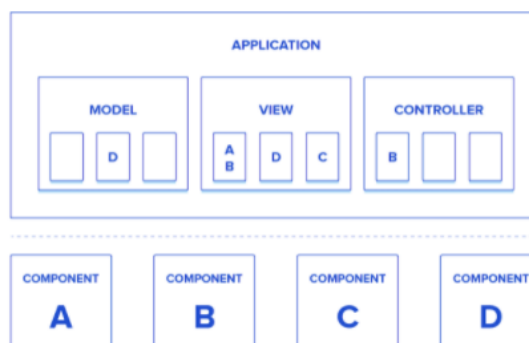 APPLICATION
MODEL
VIEW
CONTROLLER
D
A
B
D
C
B
COMPONENT
A
COMPONENT
B
COMPONENT
C
COMPONENT
D